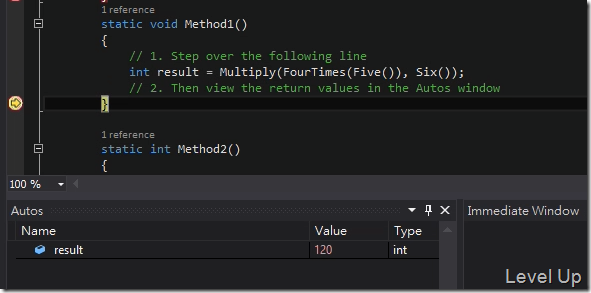 1 reference
static void Method1()
{
// 1. Step over the following line
int result = Multiply(FourTimes(Five()), Six());
// 2. Then view the return values in the Autos window
}
1 reference
static int Method2()
{
100 %
Autos
Immediate Window
Name Value Type
result 120 int
Level Up